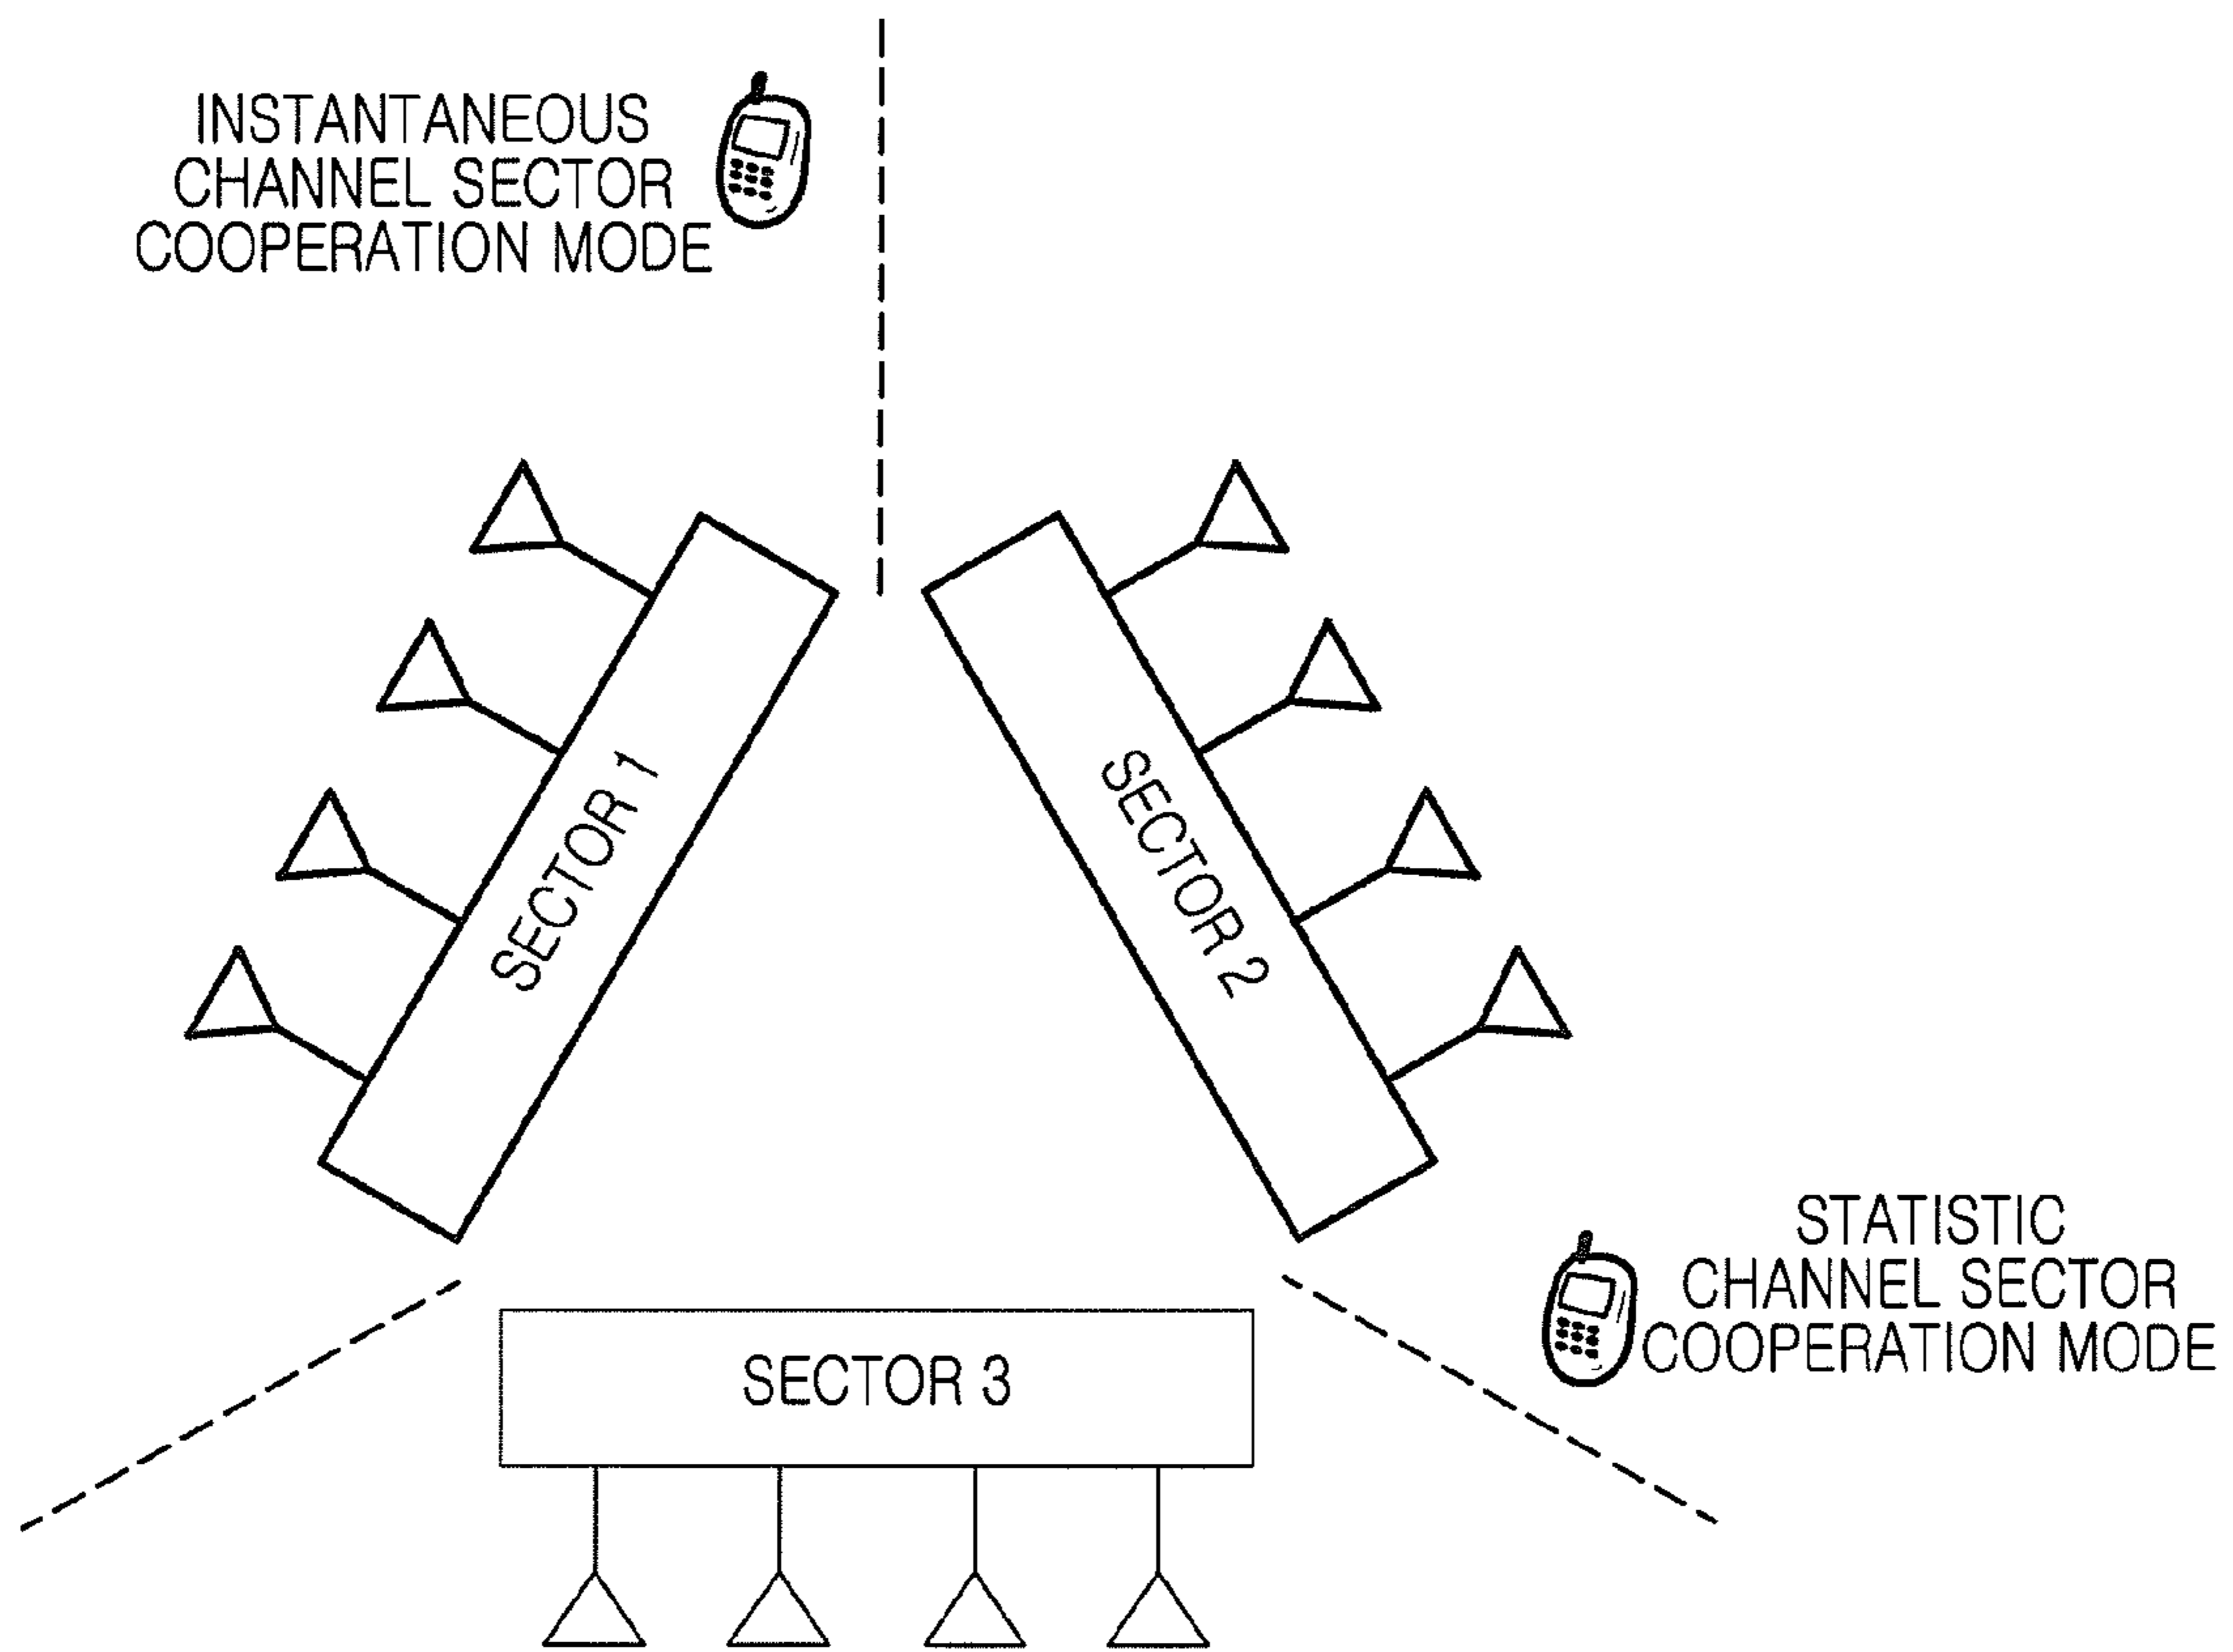 INSTANTANEOUS
CHANNEL SECTOR
COOPERATION MODE
SECTOR 1
SECTOR 2
STATISTIC
CHANNEL SECTOR
COOPERATION MODE
SECTOR 3